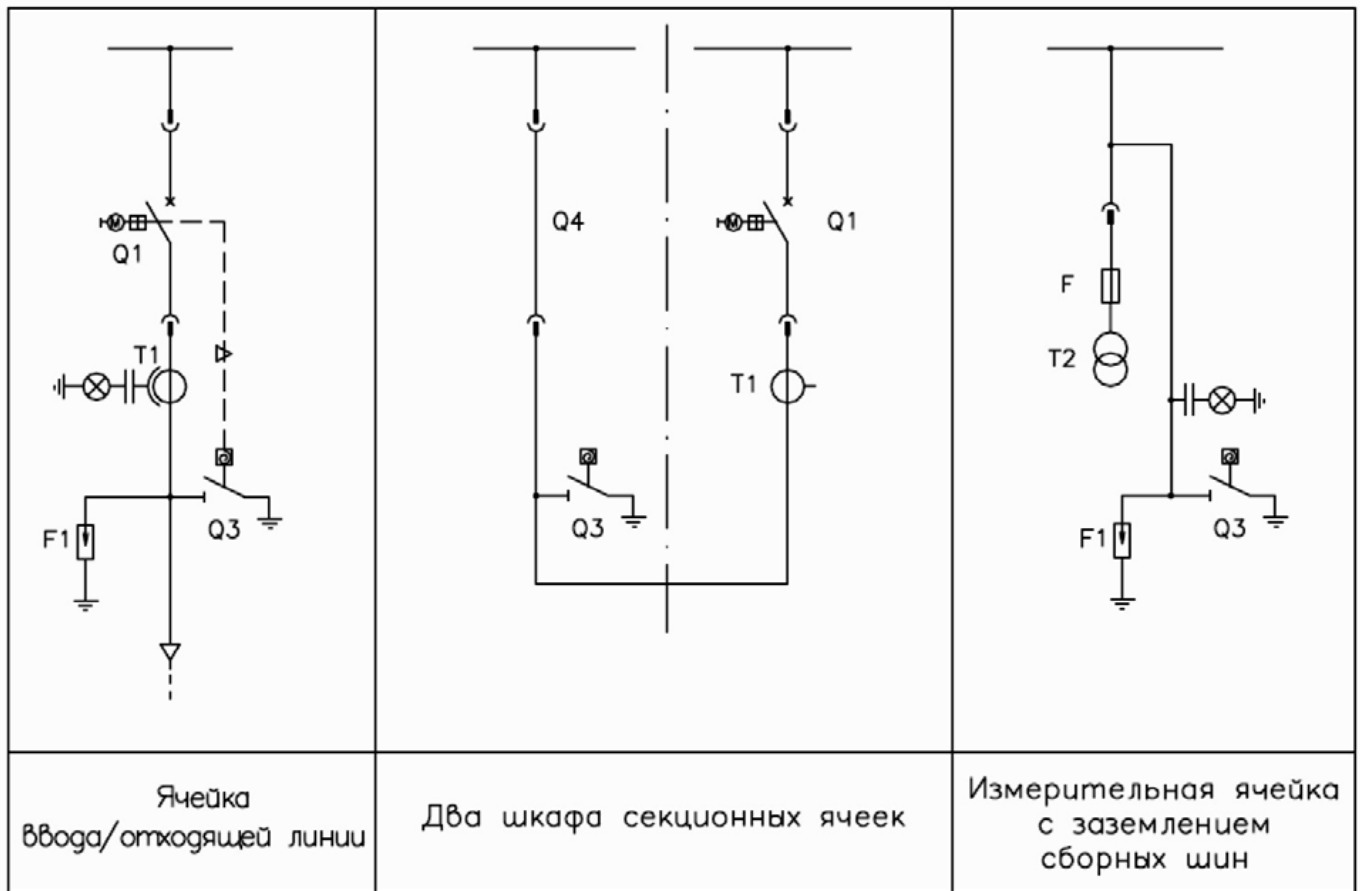 M
Q1
T1
F1
Q3
Ячейка
ввода/отходящей линии
Q4
M
Q1
T1
Q3
Два шкафа секционных ячеек
F
T2
F1
Q3
Измерительная ячейка
с заземлением
сборных шин